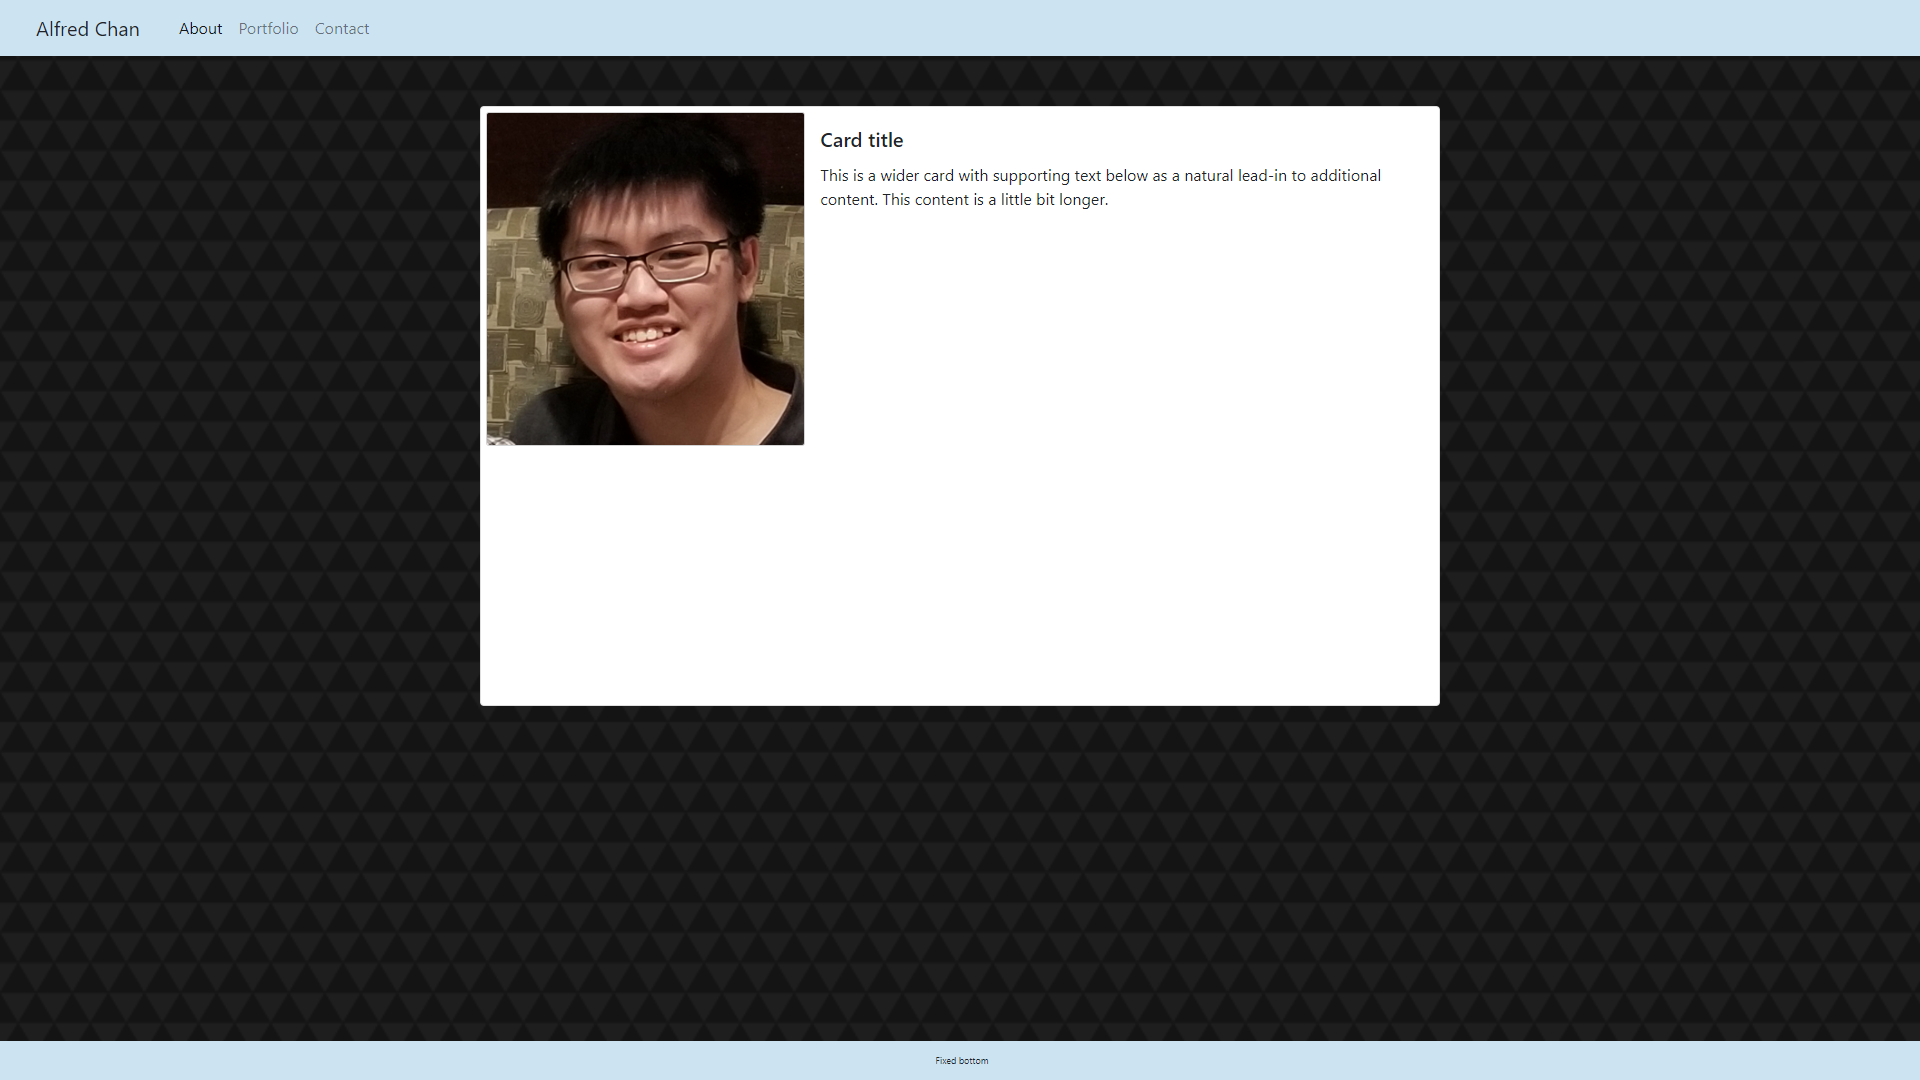 Alfred Chan About Portfolio Contact
Card title
This is a wider card with supporting text below as a natural lead-in to additional
content. This content is a little bit longer.
Fixed bottom